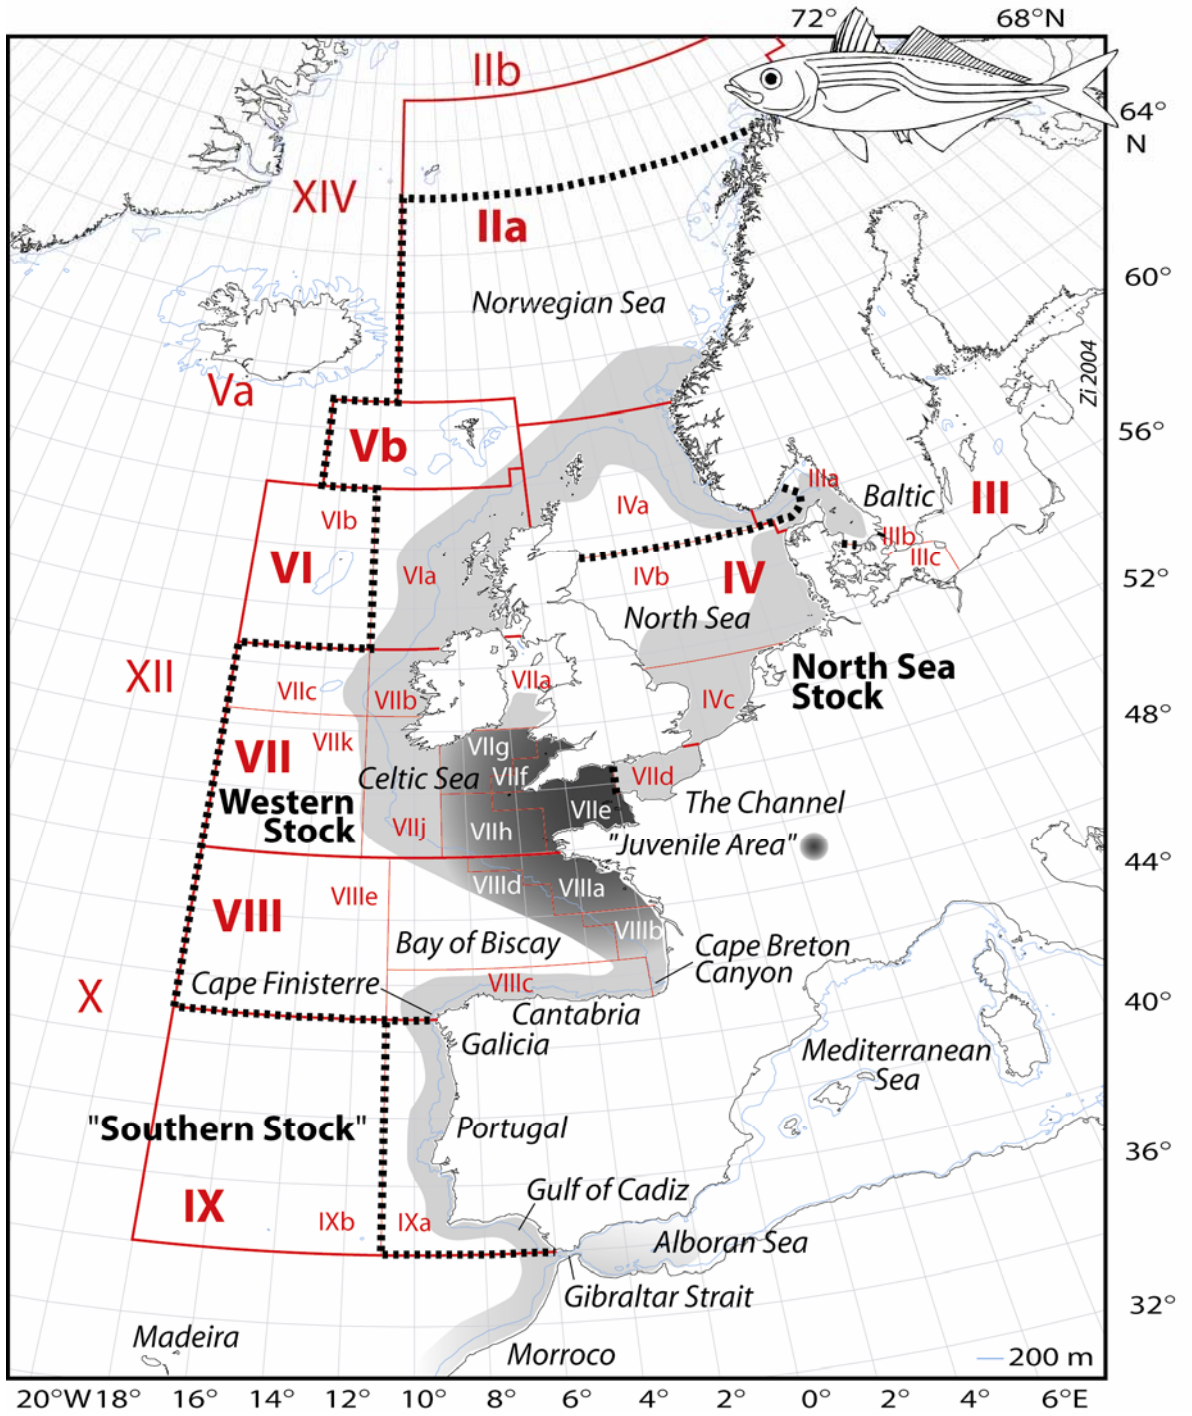 72°
68°N
IIb
64°
N
XIV
IIa
60°
Norwegian Sea
Zi 2004
Va
56°
Vb
IIIa
Baltic
III
VIb
IVa
IIIb
IIIc
VI
VIa
IVb
IV
52°
North Sea
XII
VIIc
VIIb
VIIa
North Sea
Stock
IVc
48°
VII
VIIk
VIIg
Celtic Sea
VIIf
VIId
Western
Stock
VIIe
The Channel
VIIj
VIIh
"Juvenile Area"
44°
VIIId
VIIIa
VIIIe
VIII
VIIIb
Bay of Biscay
Cape Breton
Canyon
Cape Finisterre
VIIIc
X
40°
Cantabria
Galicia
Mediterranean
Sea
"Southern Stock"
Portugal
36°
Gulf of Cadiz
IX
IXb
IXa
Alboran Sea
Gibraltar Strait
32°
Madeira
Morroco
200 m
20°W 18° 16° 14° 12° 10° 8° 6° 4° 0° 2° 4° 6°E